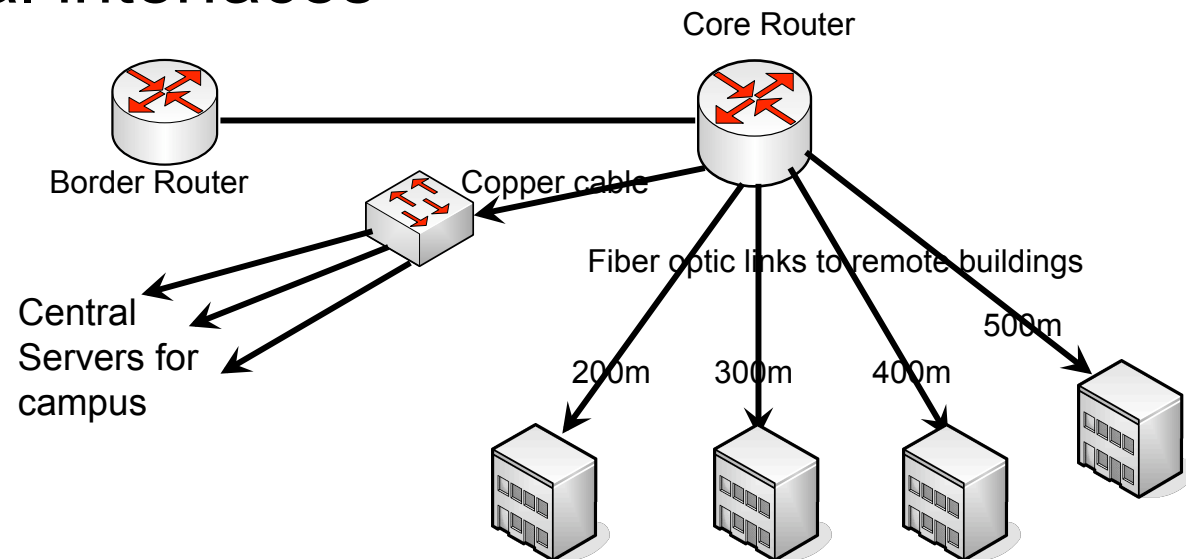 Core Router
Border Router
Copper cable
Fiber optic links to remote buildings
500m
200m 300m 400m
Central
Servers for
campus